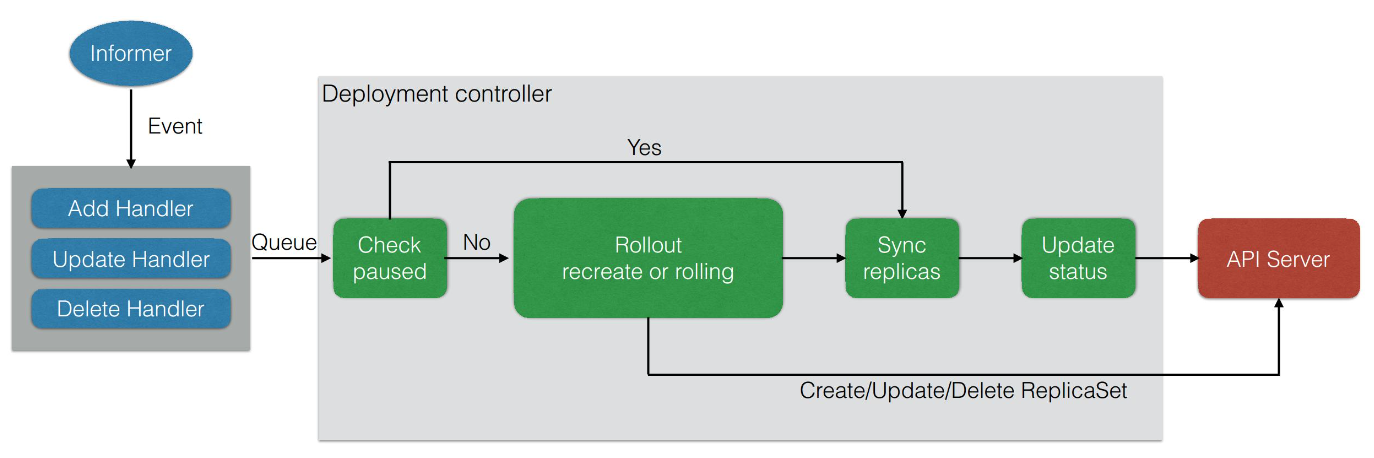 Informer
Event
Add Handler
Update Handler
Delete Handler
Queue
Deployment controller
Yes
Check
paused
No
Rollout
recreate or rolling
Sync
replicas
Update
status
API Server
Create/Update/Delete ReplicaSet